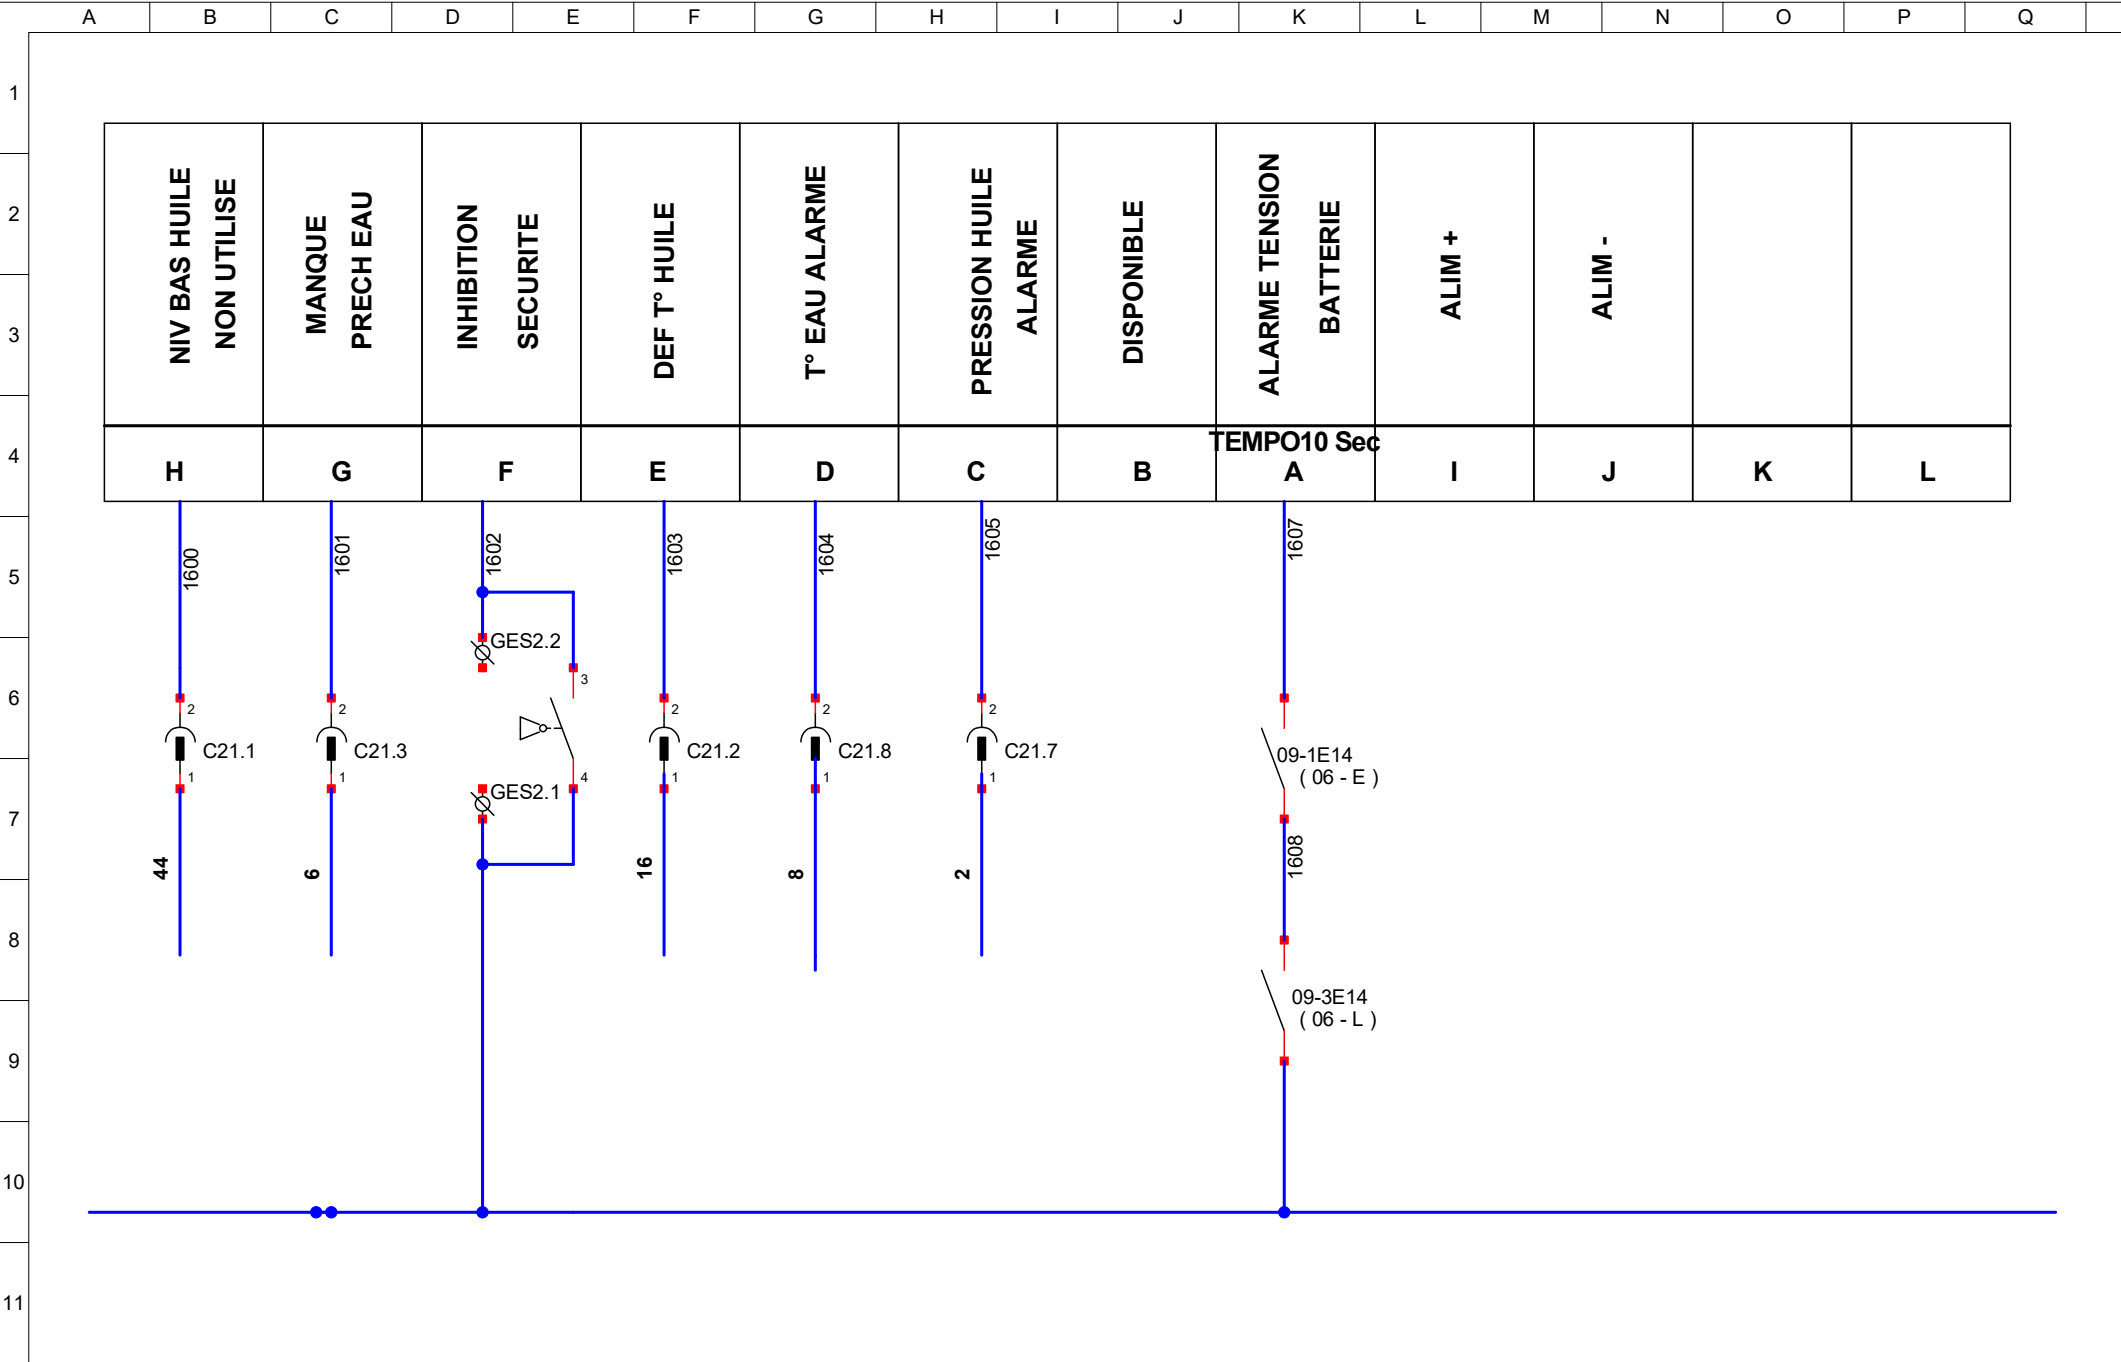 A B C D E F G H I J K L M N O P Q
1
2
3
4
5
6
7
8
9
10
11
NIV BAS HUILE
NON UTILISE
MANQUE
PRECH EAU
INHIBITION
SECURITE
DEF T° HUILE
T° EAU ALARME
PRESSION HUILE
ALARME
DISPONIBLE
ALARME TENSION
BATTERIE
ALIM +
ALIM -
TEMPO10 Sec
H G F E D C B A I J K L
1600
1601
1602
1603
1604
1605
1607
GES2.2
3
2
C21.1
1
2
C21.3
1
4
GES2.1
2
C21.2
1
2
C21.8
1
2
C21.7
1
09-1E14
( 06 - E )
1608
44
6
16
8
2
09-3E14
( 06 - L )